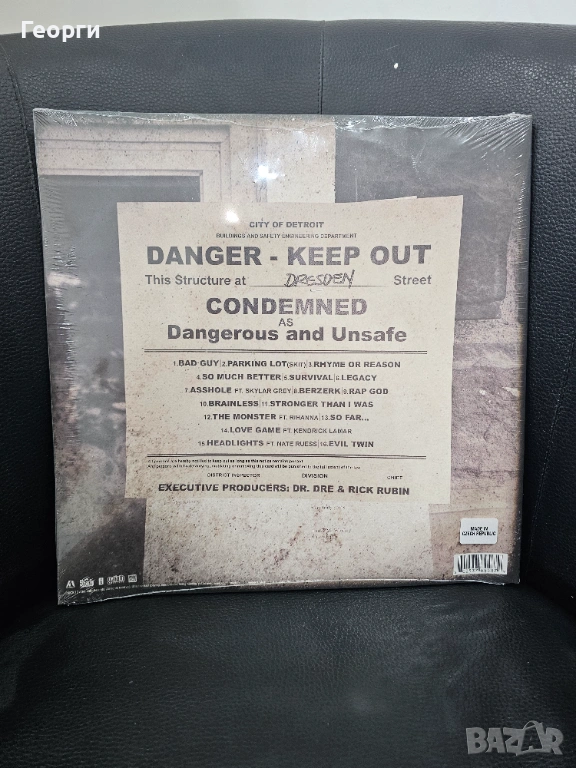 Георги
CITY OF DETROIT
BUILDINGS AND SAFETY ENGINEERING DEPARTMENT
DANGER - KEEP OUT
This Structure at DRESDEN Street
CONDEMNED
AS
Dangerous and Unsafe
1.BAD GUY|2.PARKING LOT(SKIT)|3.RHYME OR REASON
4.SO MUCH BETTER|5.SURVIVAL|6.LEGACY
7.ASSHOLE FT. SKYLAR GREY|8.BERZERK|9.RAP GOD
10.BRAINLESS|11.STRONGER THAN I WAS
12.THE MONSTER FT. RIHANNA|13.SO FAR...
14.LOVE GAME FT. KENDRICK LAMAR
15.HEADLIGHTS FT. NATE RUESS|16.EVIL TWIN
DISTRICT INSPECTOR DIVISION CHIEF
EXECUTIVE PRODUCERS: DR. DRE & RICK RUBIN
MADE IN
CZECH REPUBLIC
BAZAR